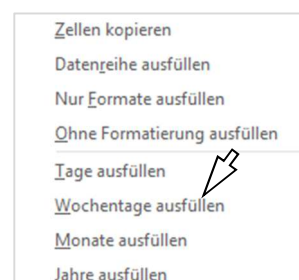 Zellen kopieren
Datenreihe ausfüllen
Nur Formate ausfüllen
Ohne Formatierung ausfüllen
Tage ausfüllen
Wochentage ausfüllen
Monate ausfüllen
Jahre ausfüllen